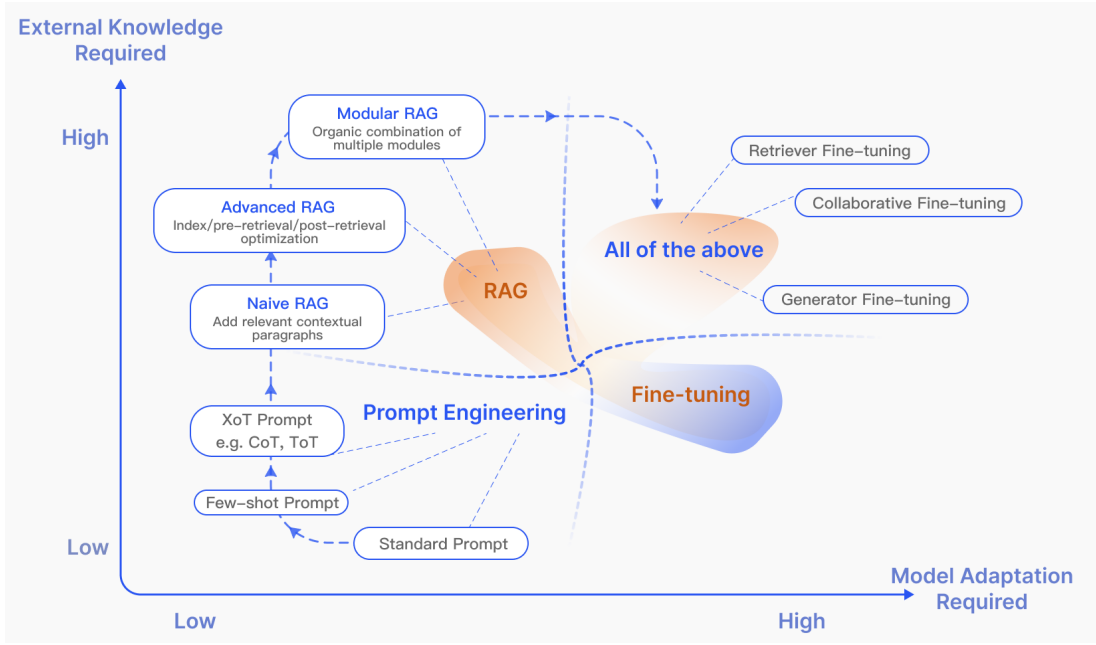 External Knowledge
Required
High
Modular RAG
Organic combination of
multiple modules
Retriever Fine-tuning
Collaborative Fine-tuning
Advanced RAG
Index/pre-retrieval/post-retrieval
optimization
All of the above
RAG
Naive RAG
Add relevant contextual
paragraphs
Generator Fine-tuning
Fine-tuning
Prompt Engineering
XoT Prompt
e.g. CoT, ToT
Few-shot Prompt
Standard Prompt
Low
Model Adaptation
Required
Low
High